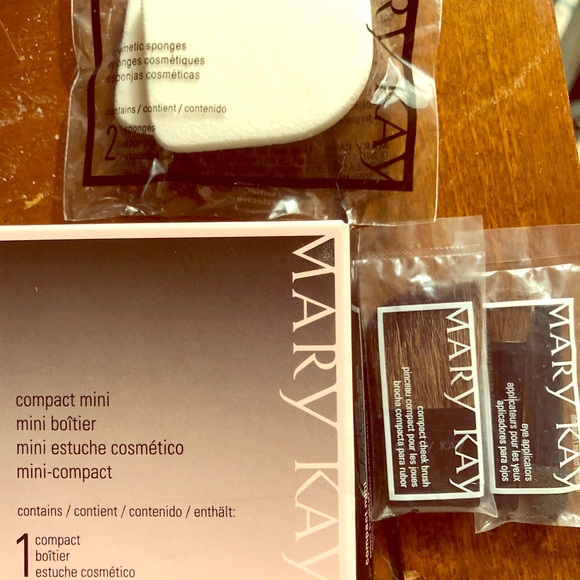 cosmetic sponges
éponges cosmétiques
esponjas cosméticas
contains / contient / contenido
2 sponges
MARY KAY
MARY KAY
compact mini
mini boîtier
mini estuche cosmético
mini-compact
contains / contient / contenido / enthält:
1 compact
boîtier
estuche cosmético
MARY KAY
compact cheek brush
pinceau compact pour les joues
brocha compacta para rubor
MARY KAY
eye applicators
applicateurs pour les yeux
aplicadores para ojos